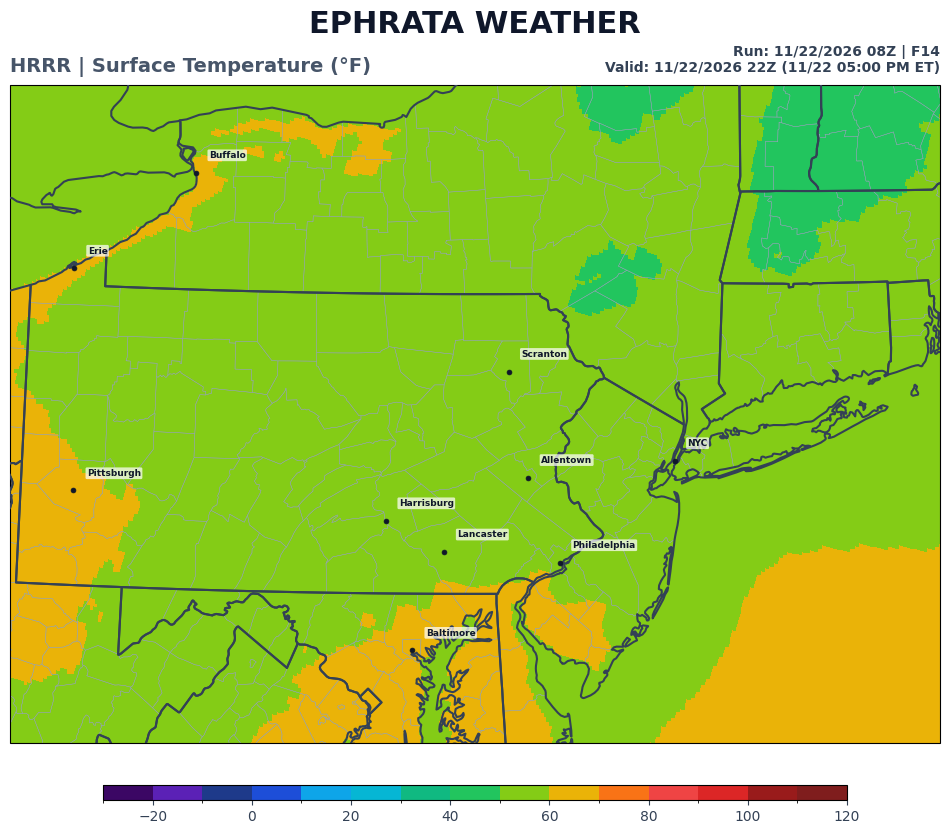 EPHRATA WEATHER
HRRR | Surface Temperature (°F)
Run: 11/22/2026 08Z | F14
Valid: 11/22/2026 22Z (11/22 05:00 PM ET)
Buffalo
Erie
Scranton
NYC
Allentown
Pittsburgh
Harrisburg
Lancaster
Philadelphia
Baltimore
−20 0 20 40 60 80 100 120